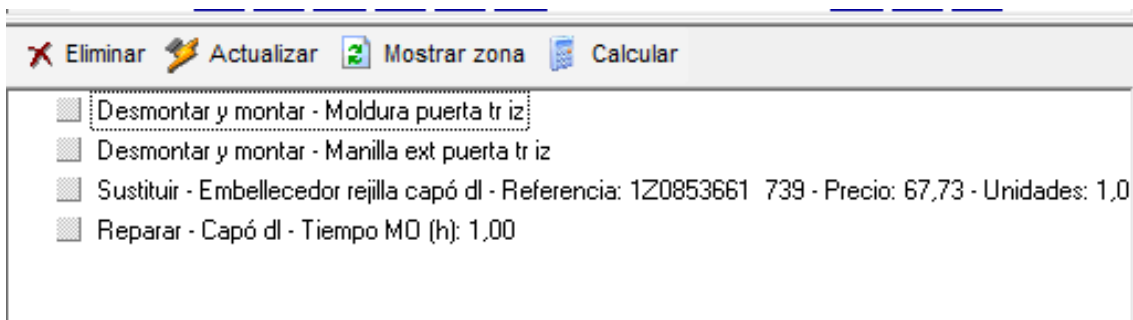 Eliminar Actualizar Mostrar zona Calcular
Desmontar y montar - Moldura puerta tr iz
Desmontar y montar - Manilla ext puerta tr iz
Sustituir - Embellecedor rejilla capó dl - Referencia: 1Z0853661 739 - Precio: 67,73 - Unidades: 1,0
Reparar - Capó dl - Tiempo MO (h): 1,00